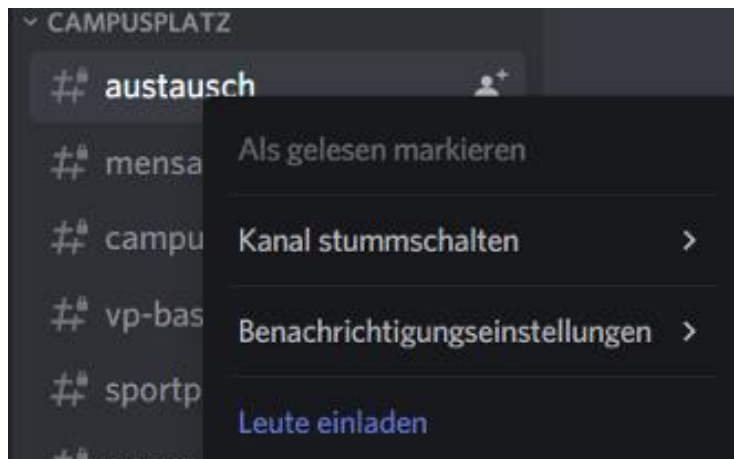 CAMPUSPLATZ
austausch
Als gelesen markieren
mensa
campu
Kanal stummschalten
vp-bas
Benachrichtigungseinstellungen
sportp
Leute einladen